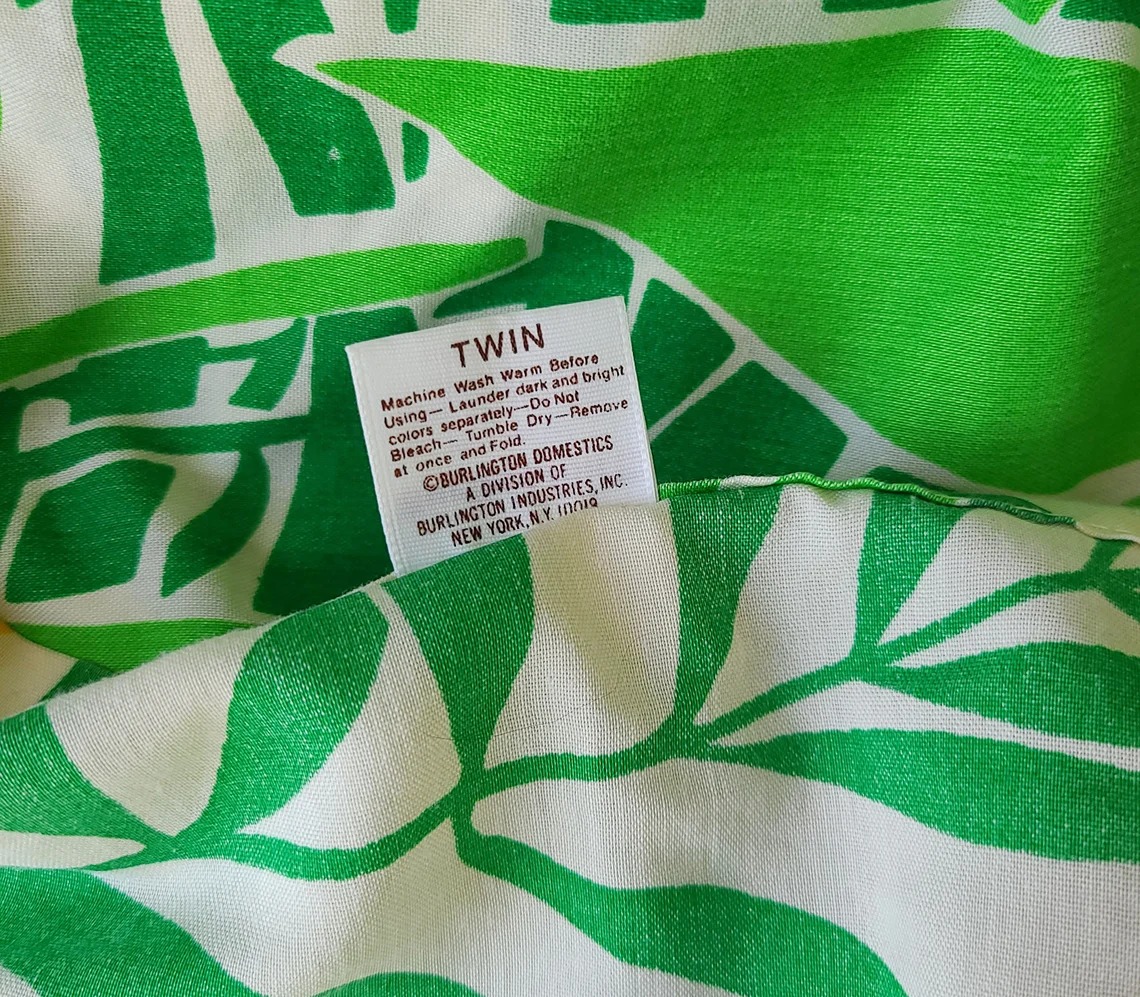 TWIN
Machine Wash Warm Before
Using— Launder dark and bright
colors separately—Do Not
Bleach— Tumble Dry—Remove
at once and Fold.
©BURLINGTON DOMESTICS
A DIVISION OF
BURLINGTON INDUSTRIES, INC.
NEW YORK, N.Y. 10019